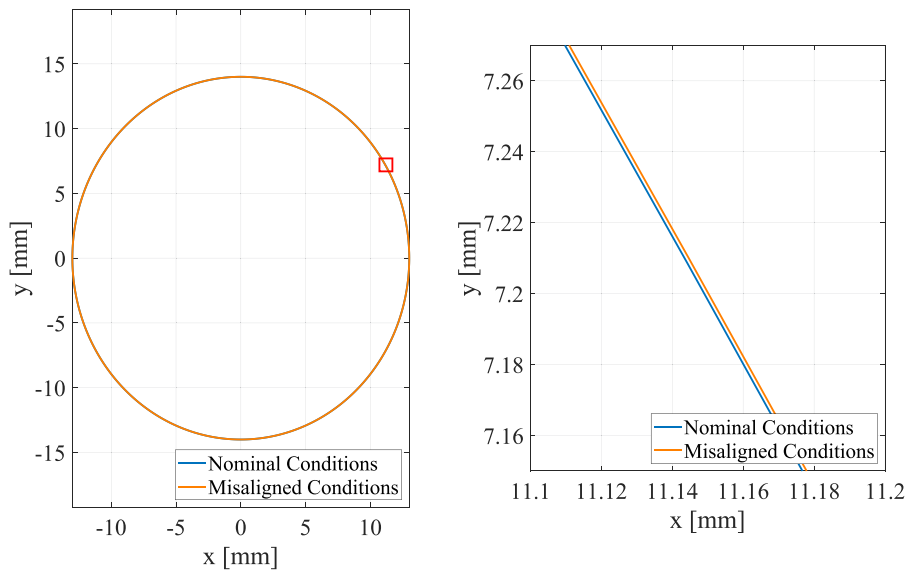 15
10
5
0
-5
-10
-15
y [mm]
-10 -5 0 5 10
x [mm]
Nominal Conditions
Misaligned Conditions
7.26
7.24
7.22
7.2
7.18
7.16
y [mm]
11.1 11.12 11.14 11.16 11.18 11.2
x [mm]
Nominal Conditions
Misaligned Conditions